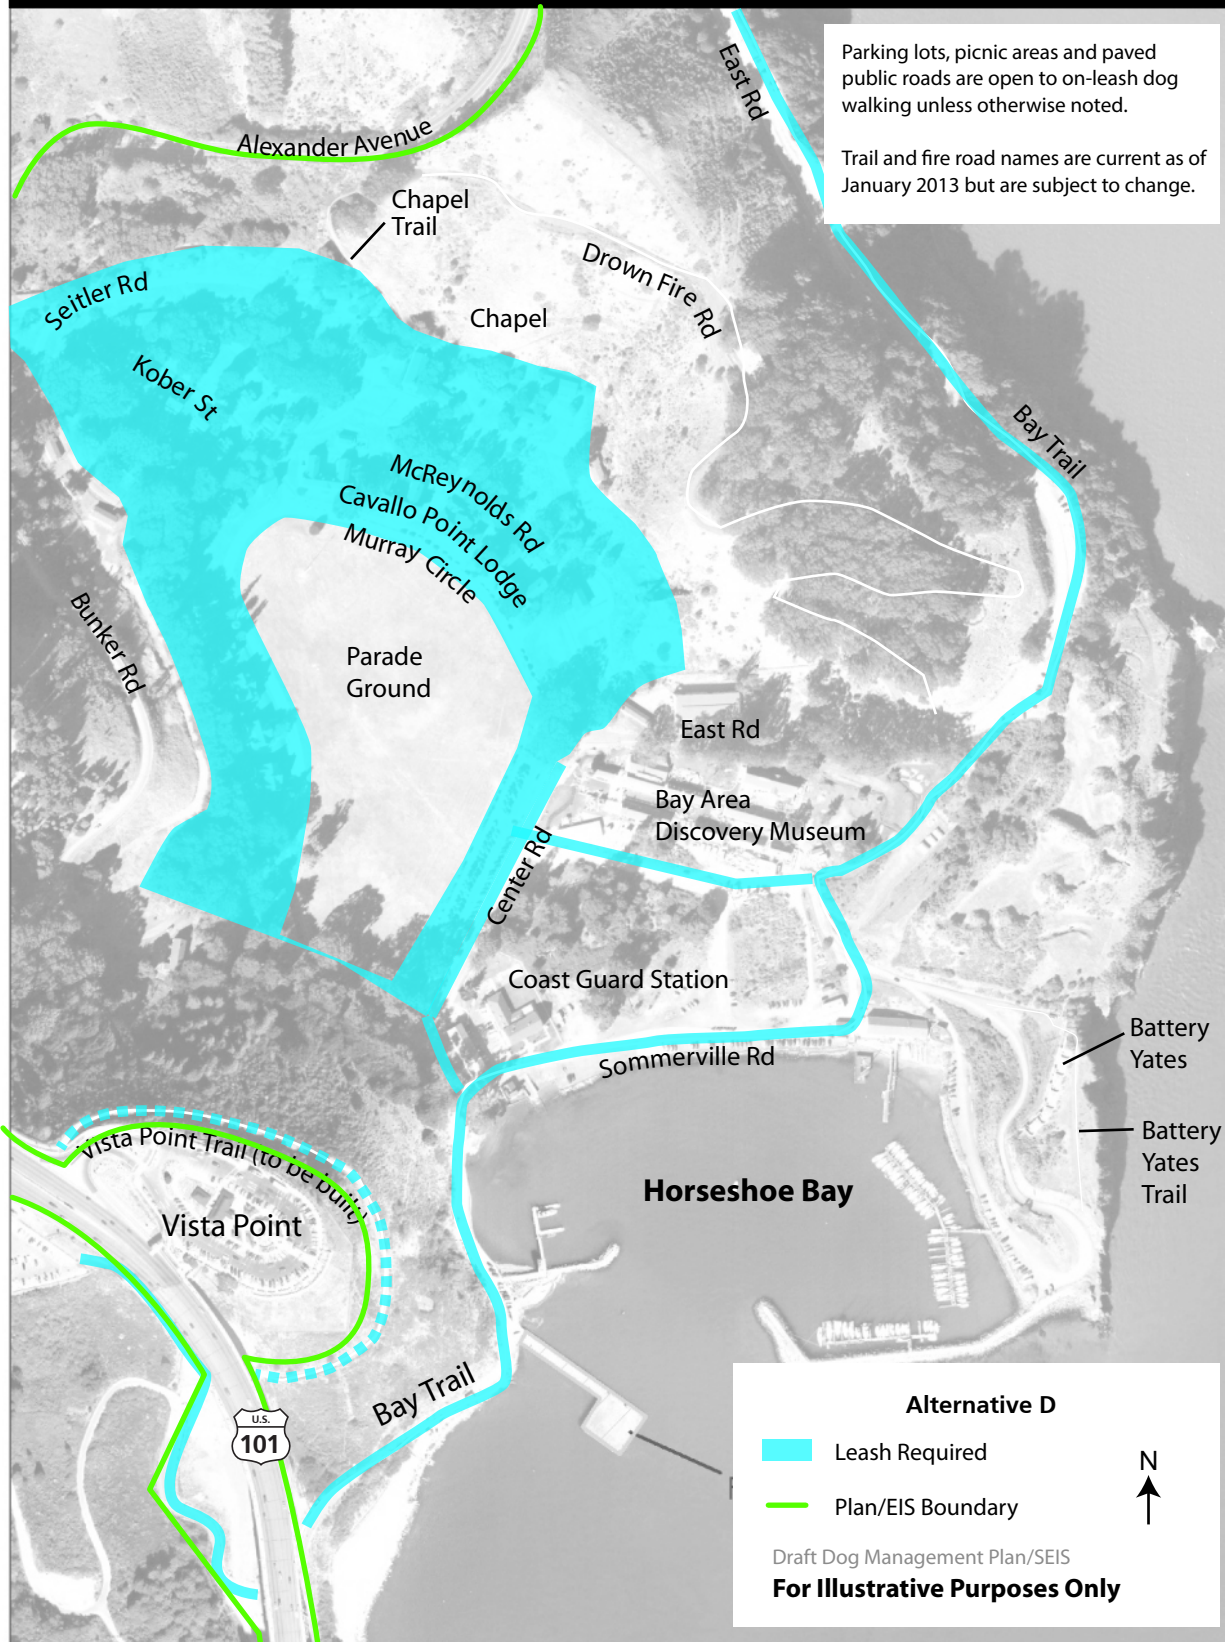 East Rd
Parking lots, picnic areas and paved
public roads are open to on-leash dog
walking unless otherwise noted.
Trail and fire road names are current as of
January 2013 but are subject to change.
Alexander Avenue
Chapel
Trail
Drown Fire Rd
Seitler Rd
Chapel
Kober St
Bay Trail
McReynolds Rd
Cavallo Point Lodge
Murray Circle
Bunker Rd
Parade
Ground
East Rd
Bay Area
Discovery Museum
Center Rd
Coast Guard Station
Sommerville Rd
Battery
Yates
Battery
Yates
Trail
Vista Point Trail (to be built)
Vista Point
Horseshoe Bay
Bay Trail
U.S.
101
Alternative D
Leash Required
Plan/EIS Boundary
N
Draft Dog Management Plan/SEIS
For Illustrative Purposes Only